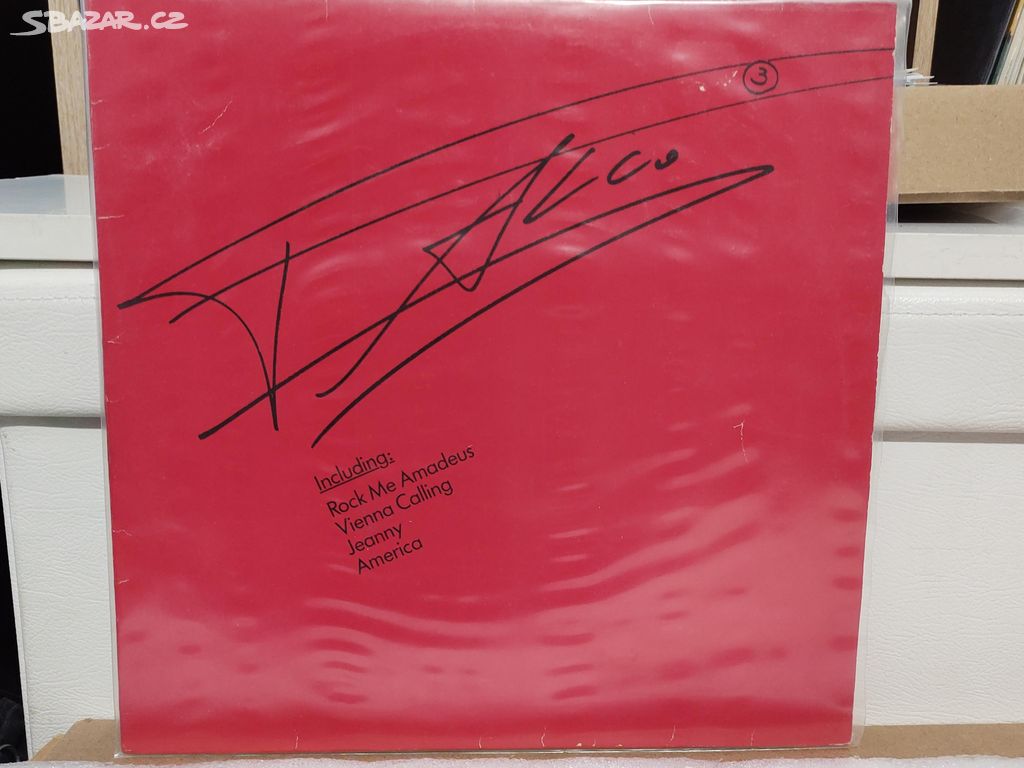 SBAZAR.CZ
3
FALCO
Including:
Rock Me Amadeus
Vienna Calling
Jeanny
America